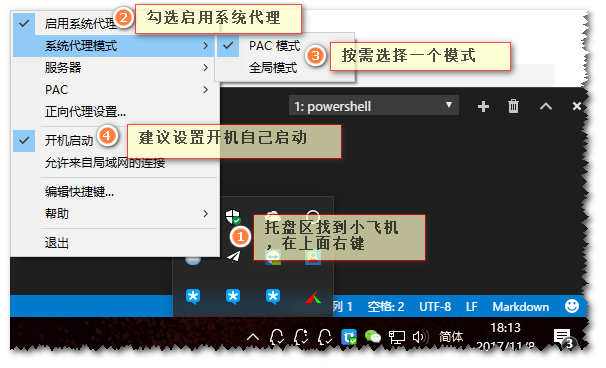 启用系统代理
② 勾选启用系统代理
系统代理模式
PAC 模式
全局模式
③ 按需选择一个模式
服务器
PAC
正向代理设置...
1: powershell
开机启动
④ 建议设置开机自己启动
允许来自局域网的连接
编辑快捷键...
帮助
退出
① 托盘区找到小飞机
，在上面右键
列 1 空格: 2 UTF-8 LF Markdown
简体
18:13
2017/11/8
3